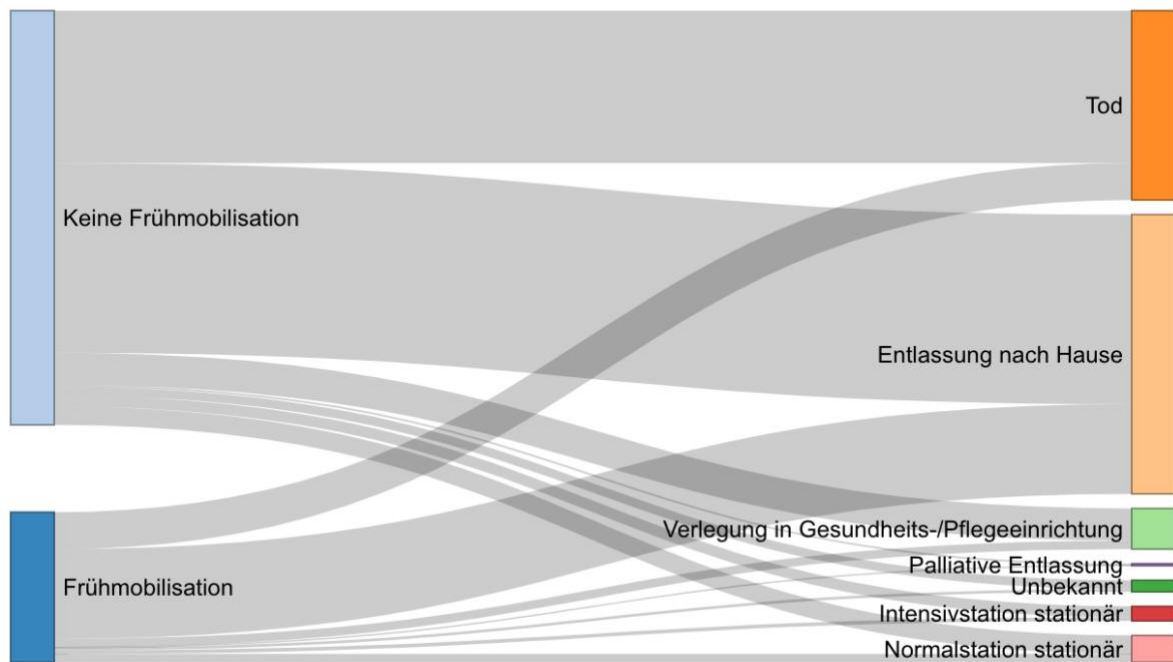 Tod
Keine Frühmobilisation
Entlassung nach Hause
Verlegung in Gesundheits-/Pflegeeinrichtung
Palliative Entlassung
Frühmobilisation
Unbekannt
Intensivstation stationär
Normalstation stationär